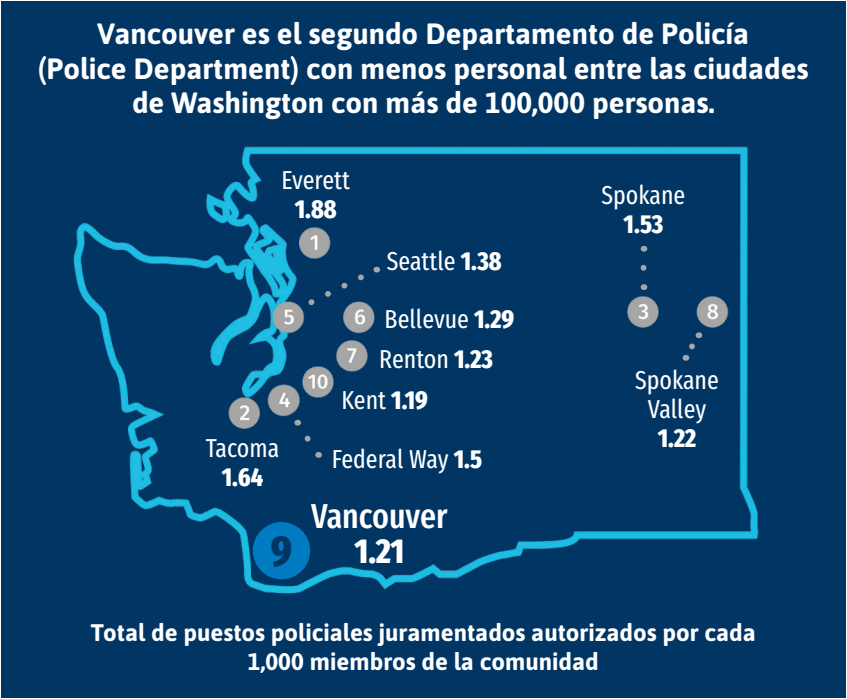 Vancouver es el segundo Departamento de Policía
(Police Department) con menos personal entre las ciudades
de Washington con más de 100,000 personas.
Everett
1.88
1
Spokane
1.53
Seattle 1.38
5
6
Bellevue 1.29
3
8
7
Renton 1.23
10
Kent 1.19
Spokane
Valley
1.22
2
4
Tacoma
1.64
Federal Way 1.5
Vancouver
1.21
9
Total de puestos policiales juramentados autorizados por cada
1,000 miembros de la comunidad